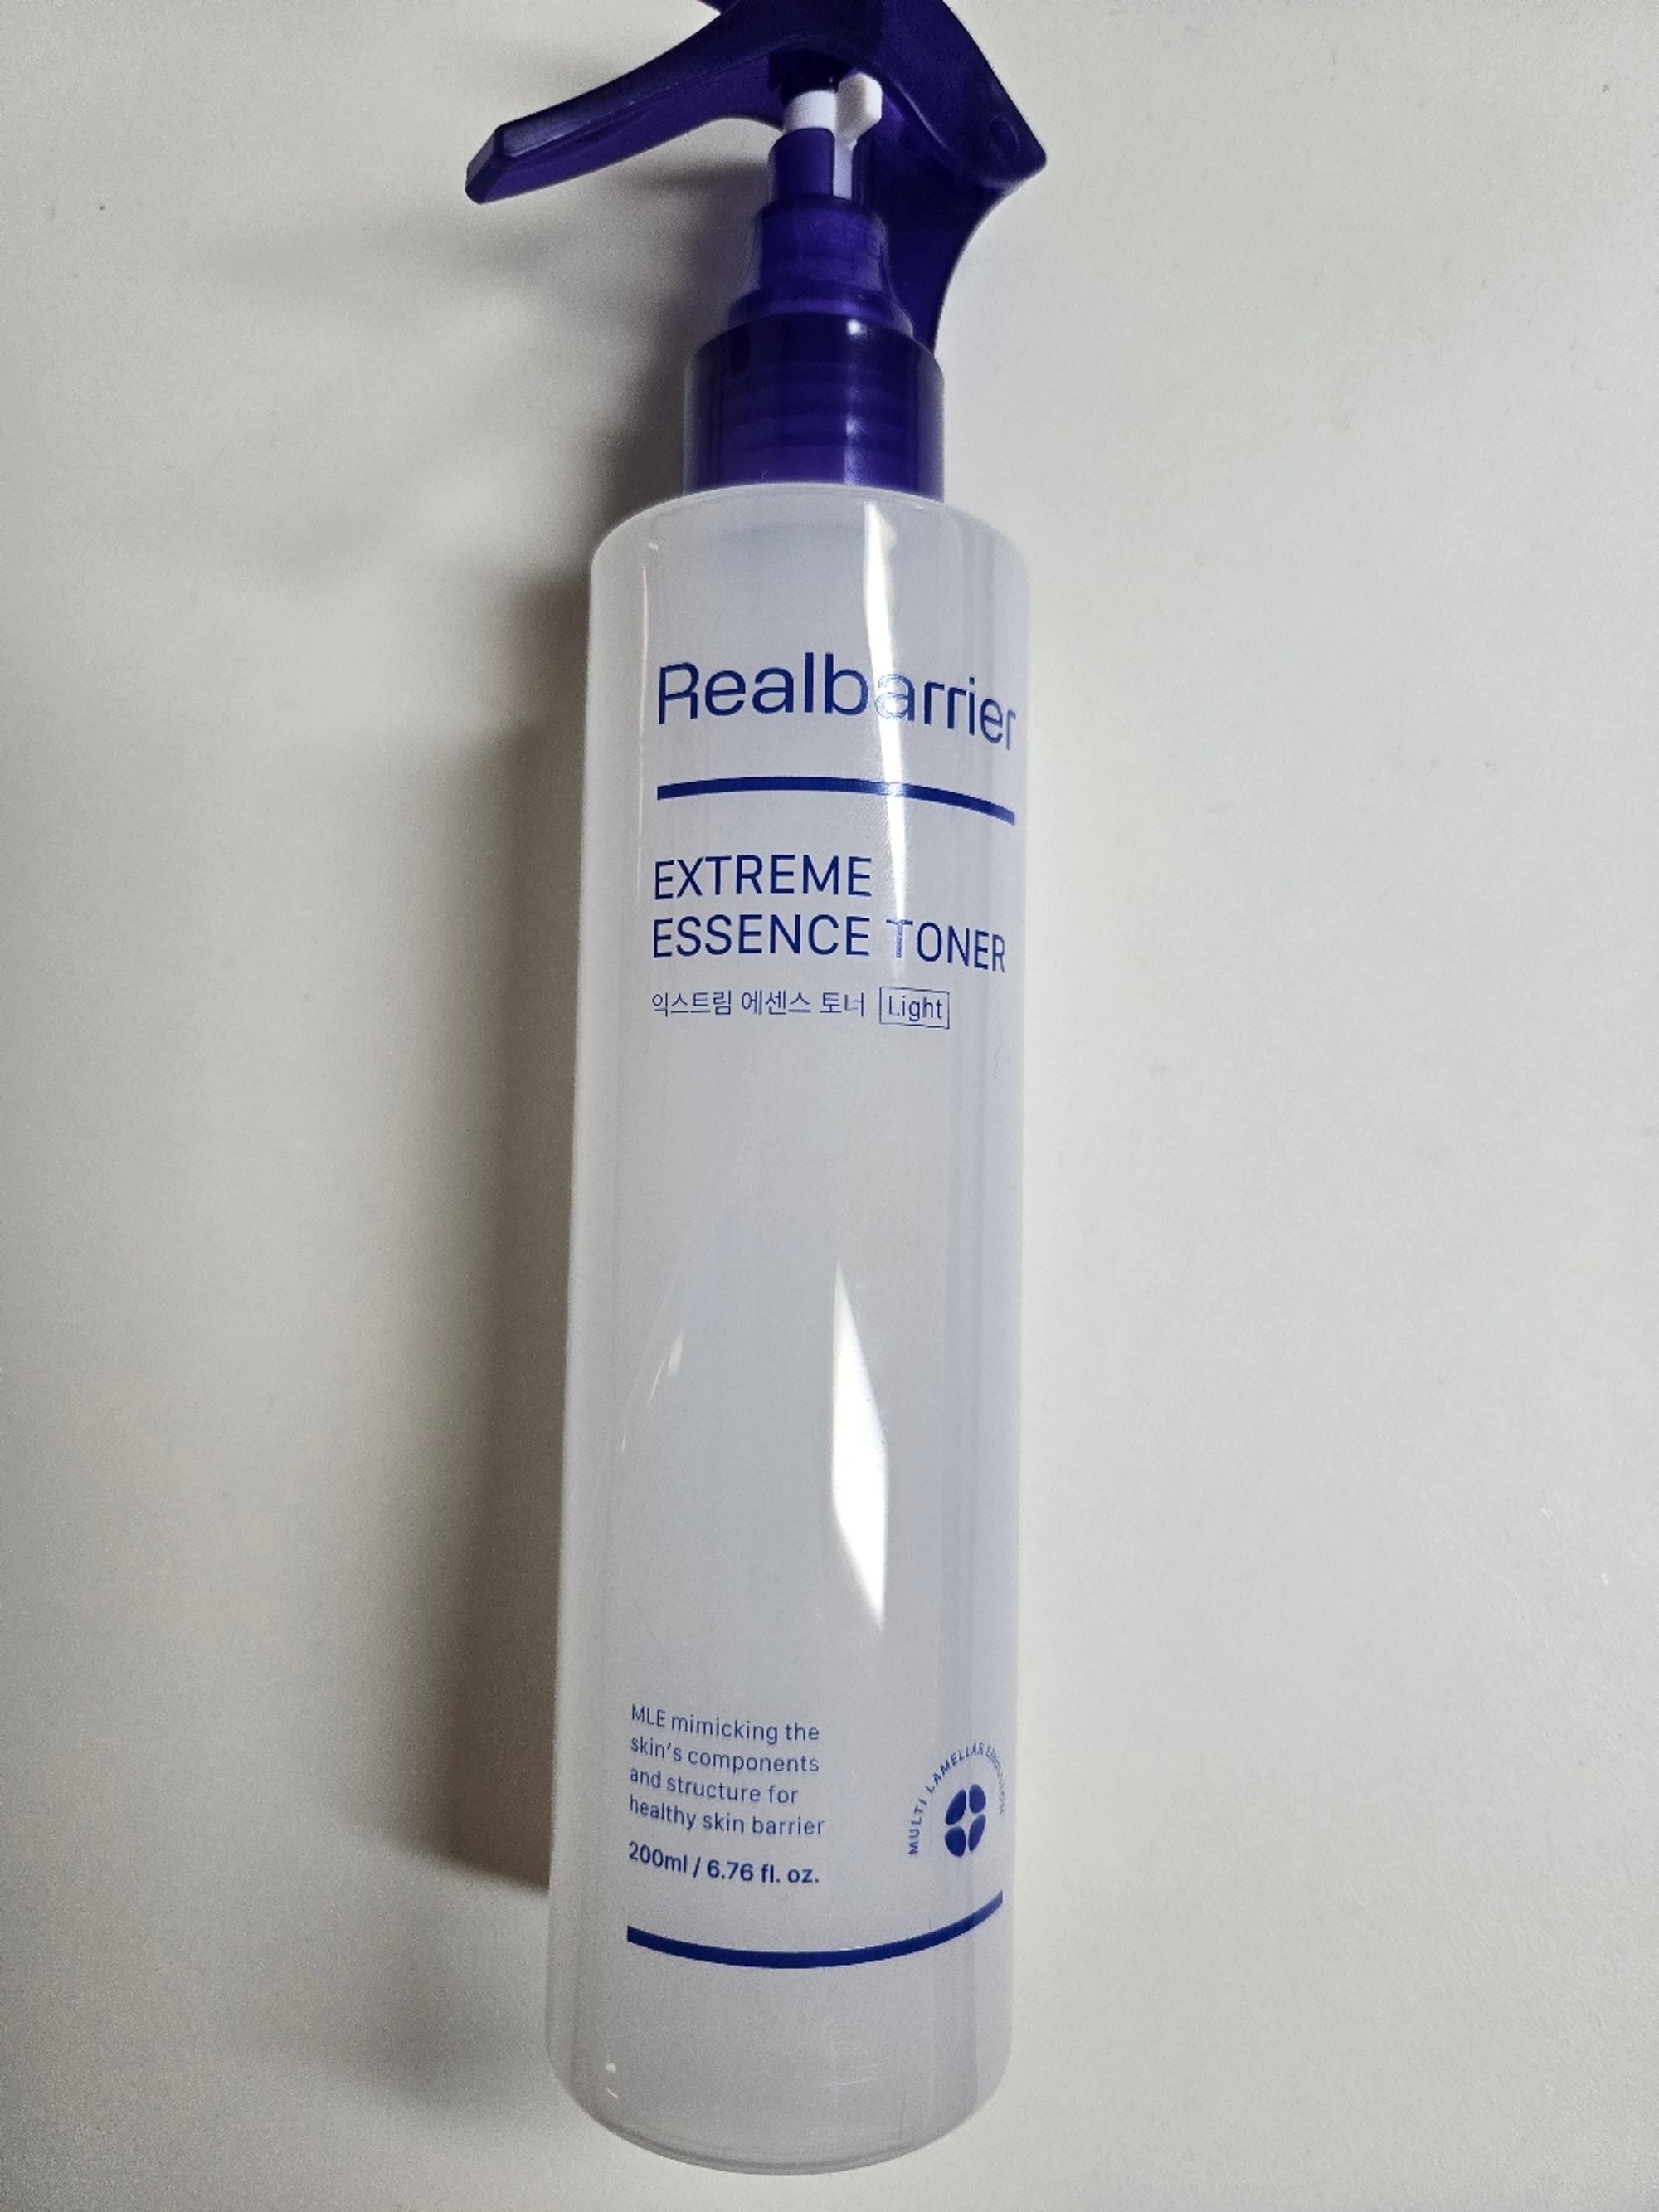 Realbarrier
EXTREME
ESSENCE TONER
익스트림 에센스 토너 Light
MLE mimicking the
skin's components
and structure for
healthy skin barrier
200ml / 6.76 fl. oz.
MULTI LAMELLAR EMULSION